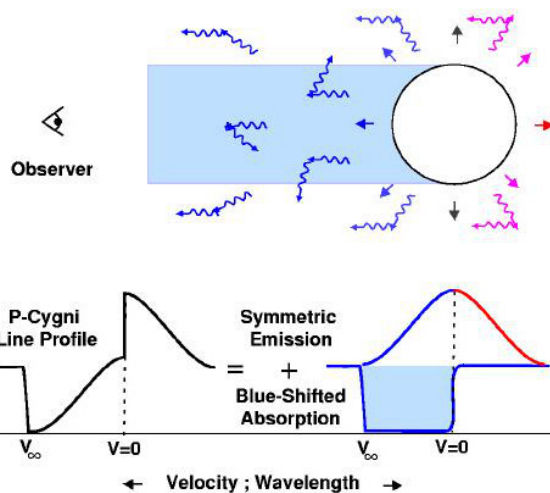 Observer
P-Cygni
Line Profile
=
Symmetric
Emission
+
Blue-Shifted
Absorption
V∞
V=0
V∞
V=0
Velocity ; Wavelength